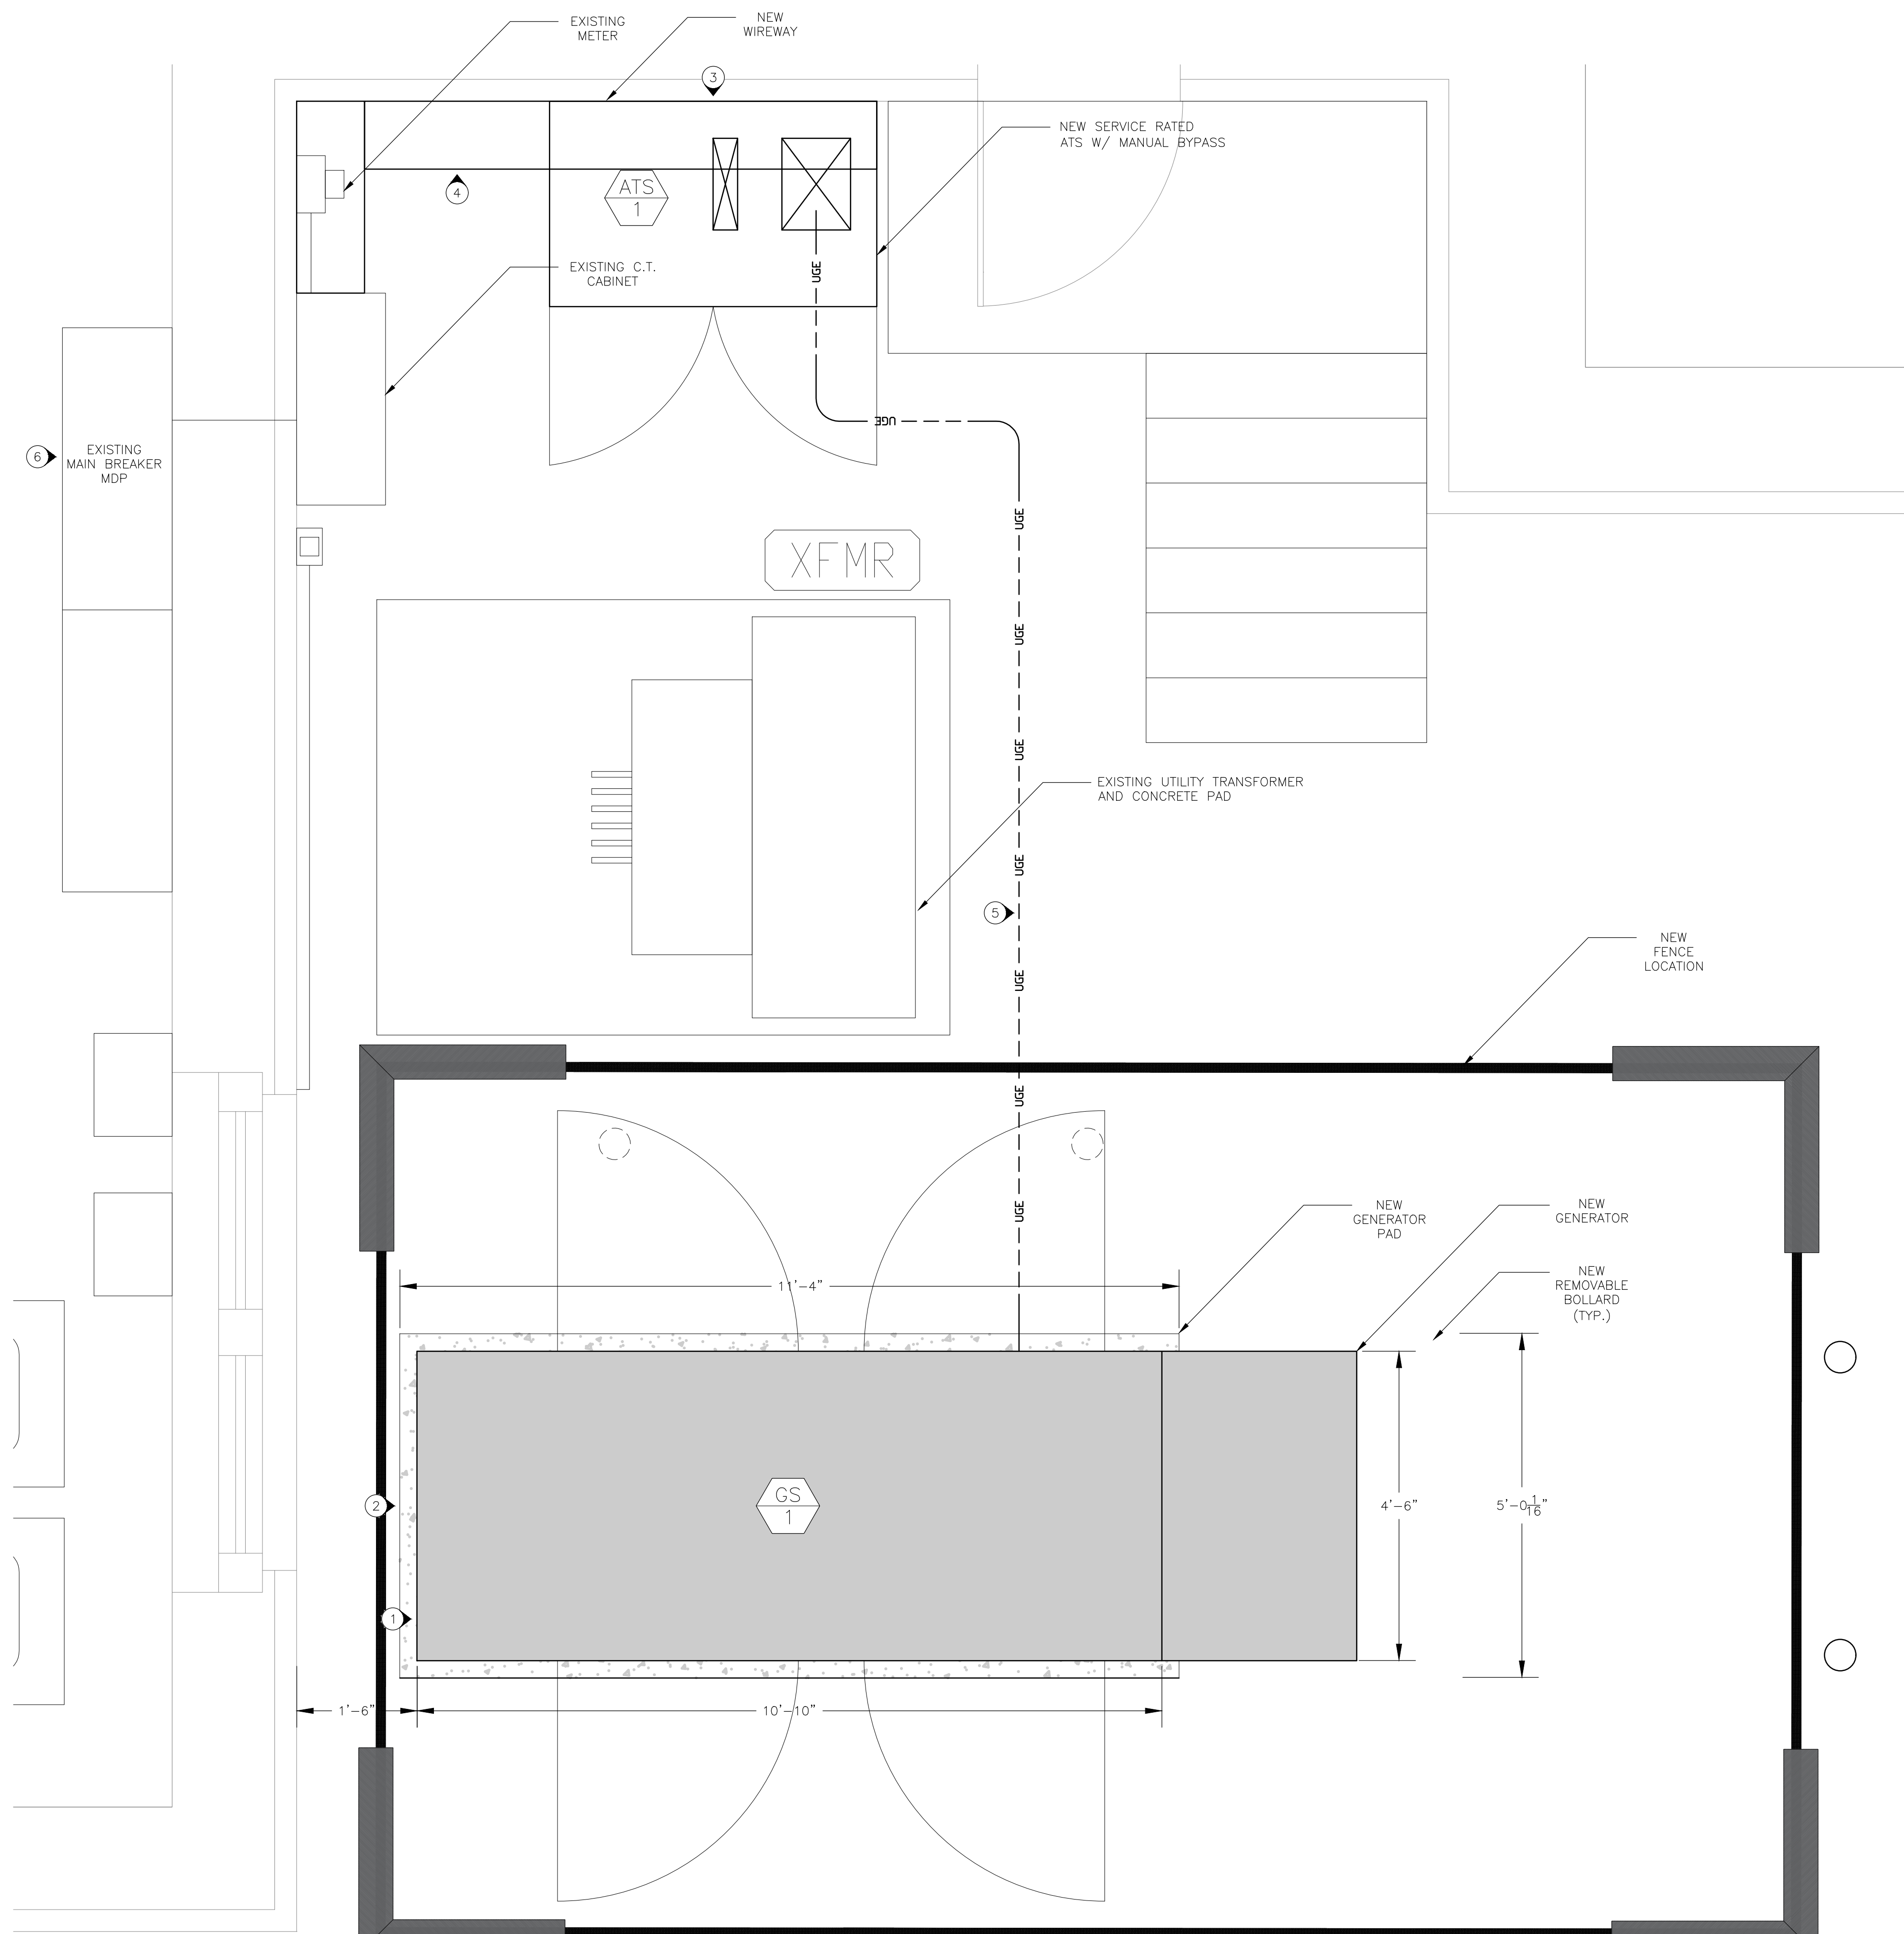 EXISTING
METER
NEW
WIREWAY
3
NEW SERVICE RATED
ATS W/ MANUAL BYPASS
4
ATS
1
UGE
EXISTING C.T.
CABINET
UGE
6
EXISTING
MAIN BREAKER
MDP
UGE
XFMR
UGE
UGE
EXISTING UTILITY TRANSFORMER
AND CONCRETE PAD
UGE
5
NEW
FENCE
LOCATION
UGE
UGE
UGE
NEW
GENERATOR
PAD
NEW
GENERATOR
11'-4"
NEW
REMOVABLE
BOLLARD
(TYP.)
2
GS
1
4'-6"
5'-0 1/16"
1
1'-6"
10'-10"